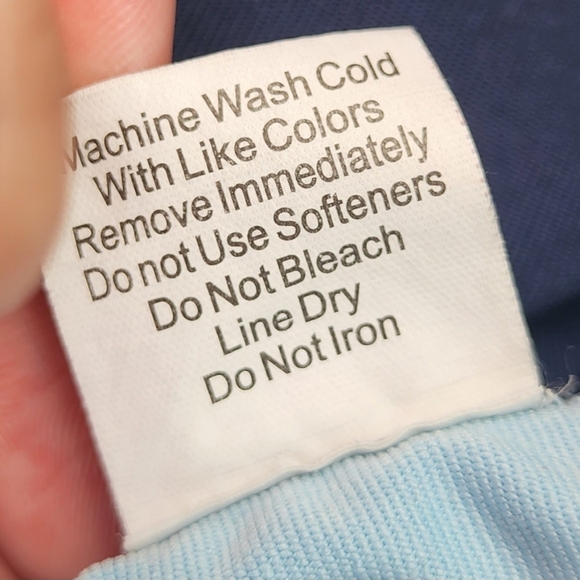 Machine Wash Cold
With Like Colors
Remove Immediately
Do not Use Softeners
Do Not Bleach
Line Dry
Do Not Iron